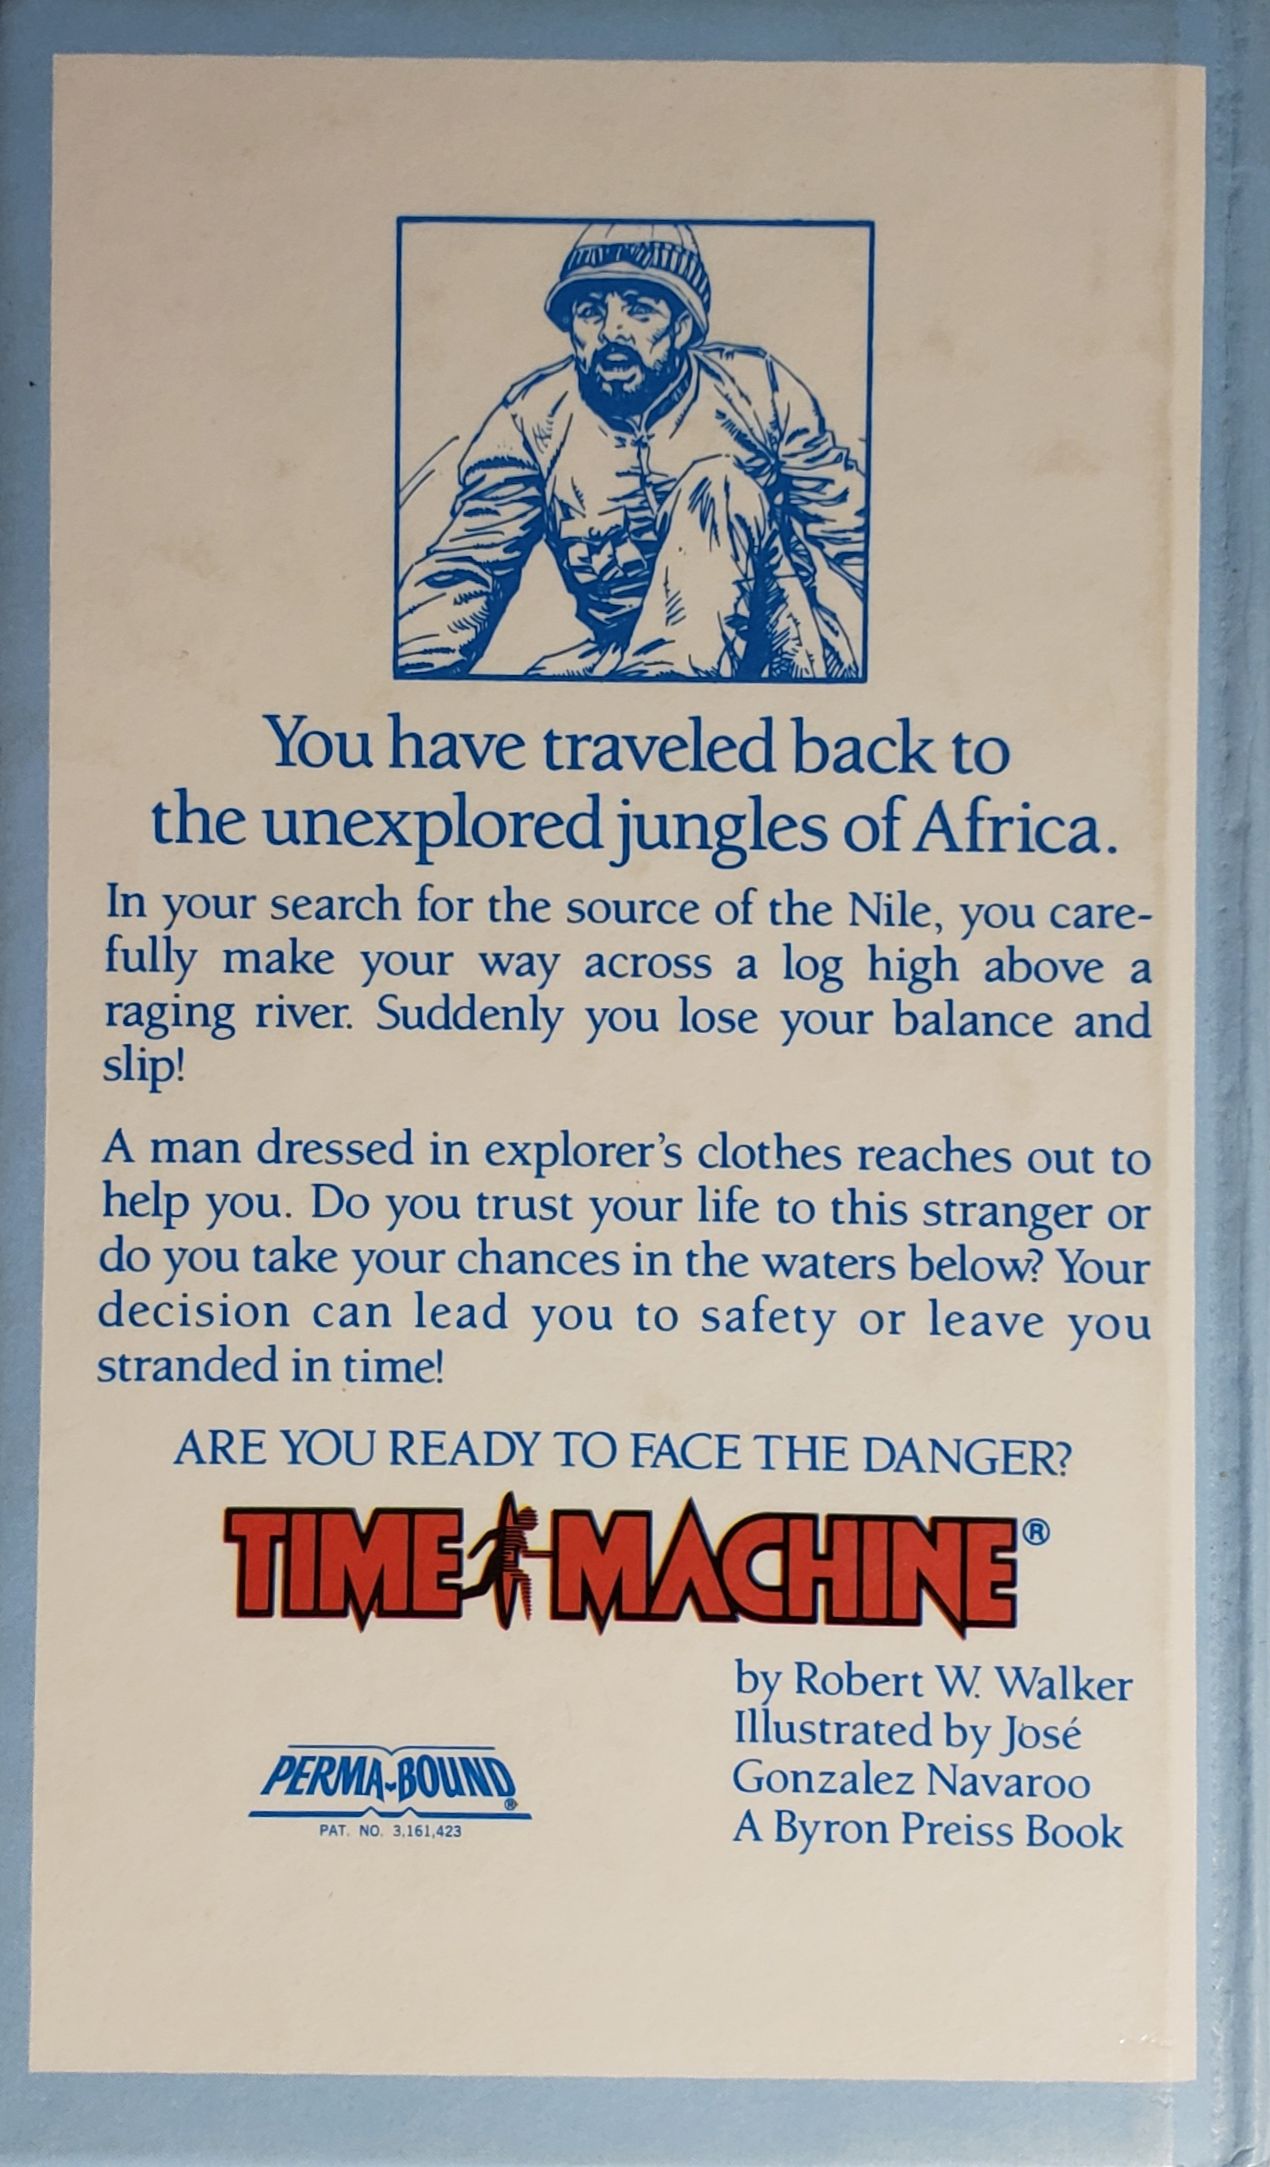 You have traveled back to
the unexplored jungles of Africa.
In your search for the source of the Nile, you care-
fully make your way across a log high above a
raging river. Suddenly you lose your balance and
slip!
A man dressed in explorer's clothes reaches out to
help you. Do you trust your life to this stranger or
do you take your chances in the waters below? Your
decision can lead you to safety or leave you
stranded in time!
ARE YOU READY TO FACE THE DANGER?
TIME MACHINE®
by Robert W. Walker
Illustrated by José
Gonzalez Navaroo
A Byron Preiss Book
PERMA-BOUND®
PAT. NO. 3,161,423